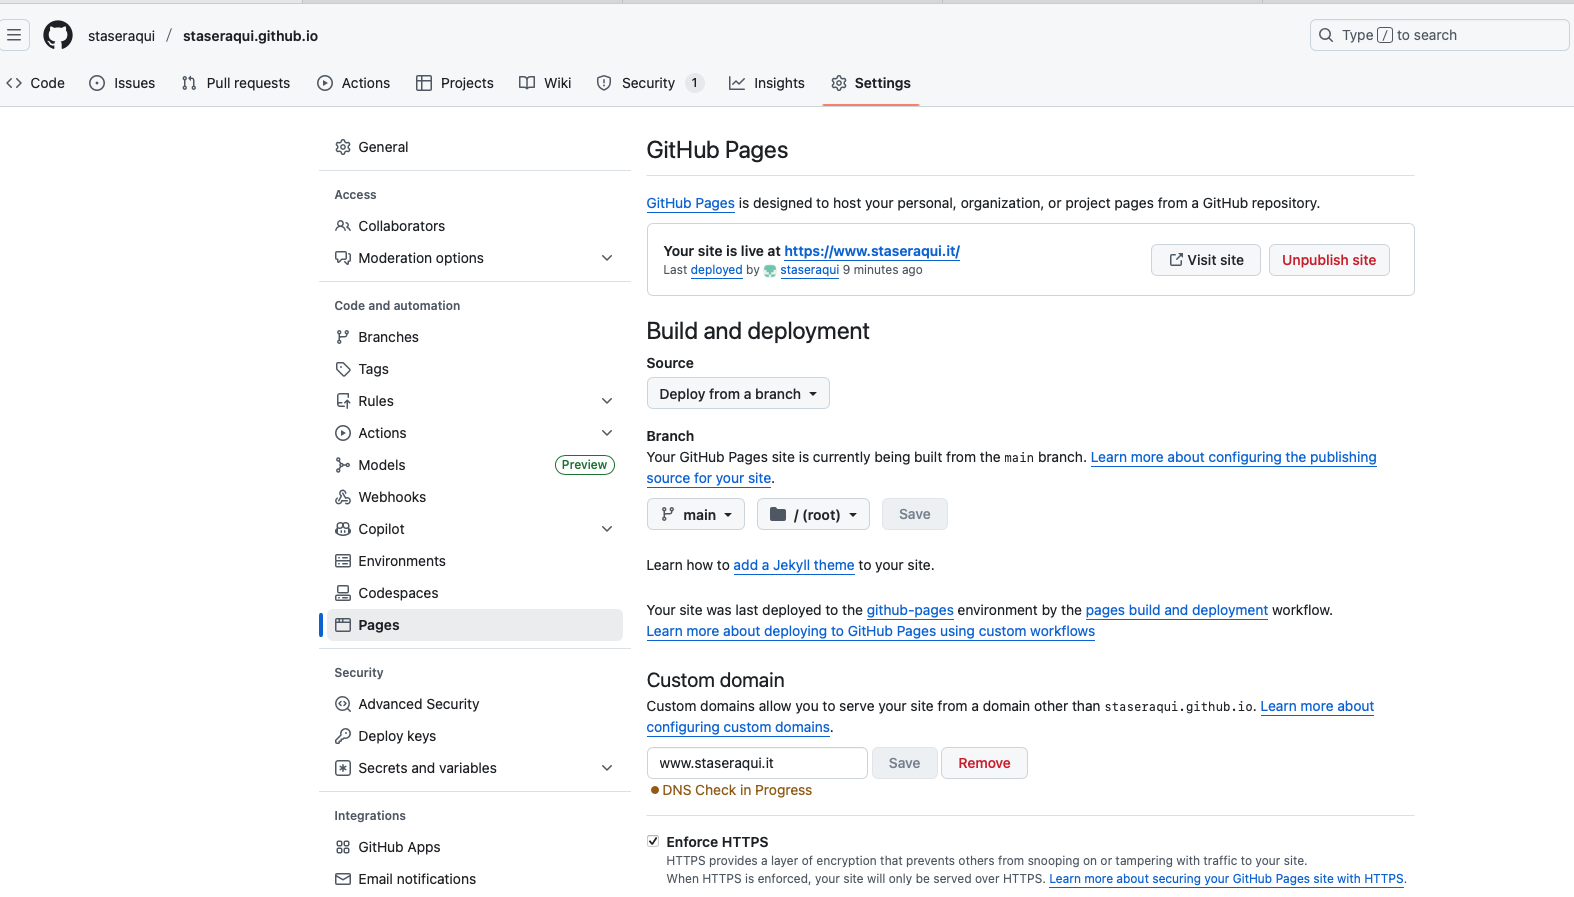 staseraqui / staseraqui.github.io
Type / to search
Code Issues Pull requests Actions Projects Wiki Security 1 Insights Settings
General
Access
Collaborators
Moderation options
Code and automation
Branches
Tags
Rules
Actions
Models Preview
Webhooks
Copilot
Environments
Codespaces
Pages
Security
Advanced Security
Deploy keys
Secrets and variables
Integrations
GitHub Apps
Email notifications
GitHub Pages
GitHub Pages is designed to host your personal, organization, or project pages from a GitHub repository.
Your site is live at https://www.staseraqui.it/
Last deployed by staseraqui 9 minutes ago
Visit site
Unpublish site
Build and deployment
Source
Deploy from a branch
Branch
Your GitHub Pages site is currently being built from the main branch. Learn more about configuring the publishing
source for your site.
main / (root) Save
Learn how to add a Jekyll theme to your site.
Your site was last deployed to the github-pages environment by the pages build and deployment workflow.
Learn more about deploying to GitHub Pages using custom workflows
Custom domain
Custom domains allow you to serve your site from a domain other than staseraqui.github.io. Learn more about
configuring custom domains.
www.staseraqui.it Save Remove
DNS Check in Progress
Enforce HTTPS
HTTPS provides a layer of encryption that prevents others from snooping on or tampering with traffic to your site.
When HTTPS is enforced, your site will only be served over HTTPS. Learn more about securing your GitHub Pages site with HTTPS.